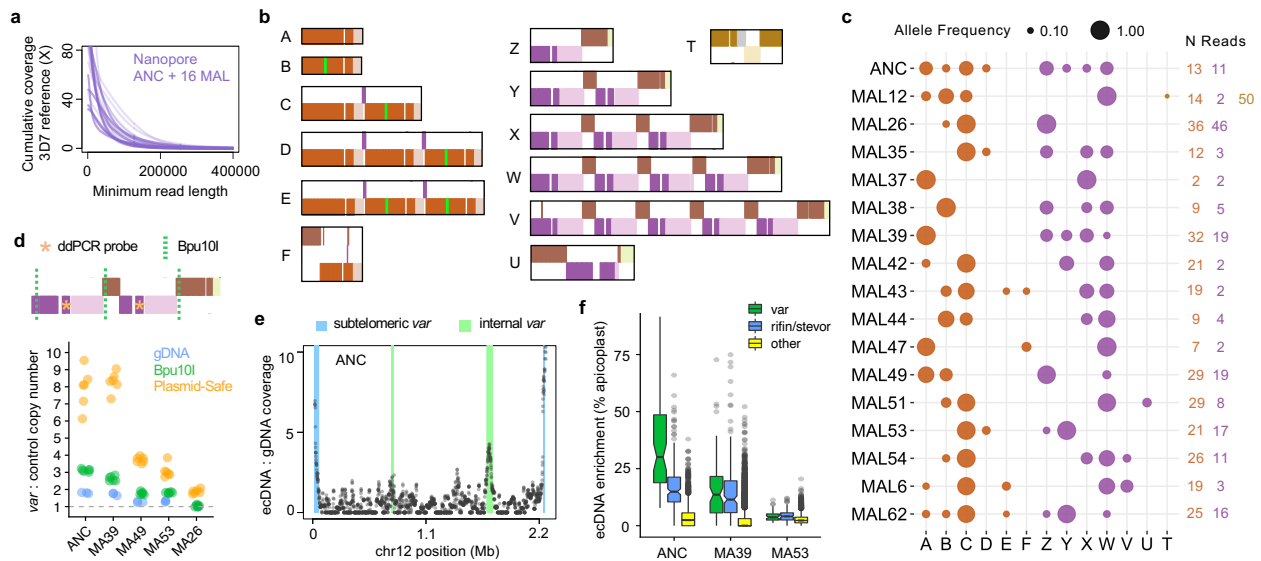 a
Cumulative coverage
3D7 reference (X)
80
40
0
Nanopore
ANC + 16 MAL
0
200000
400000
Minimum read length
b
A
B
C
D
E
F
Z
Y
X
W
V
U
T
c
Allele Frequency
0.10
1.00
N Reads
ANC 13 11
MAL12 14 2 50
MAL26 36 46
MAL35 12 3
MAL37 2 2
MAL38 9 5
MAL39 32 19
MAL42 21 2
MAL43 19 2
MAL44 9 4
MAL47 7 2
MAL49 29 19
MAL51 29 8
MAL53 21 17
MAL54 26 11
MAL6 19 3
MAL62 25 16
A B C D E F Z Y X W V U T
d
* ddPCR probe
Bpu10I
var : control copy number
10
9
8
7
6
5
4
3
2
1
gDNA
Bpu10I
Plasmid-Safe
ANC MA39 MA49 MA53 MA26
e
subtelomeric var
internal var
ecDNA : gDNA coverage
10
5
0
ANC
0 1.1 2.2
chr12 position (Mb)
f
var
rifin/stevor
other
ecDNA enrichment (% apicoplast)
75
50
25
0
ANC MA39 MA53